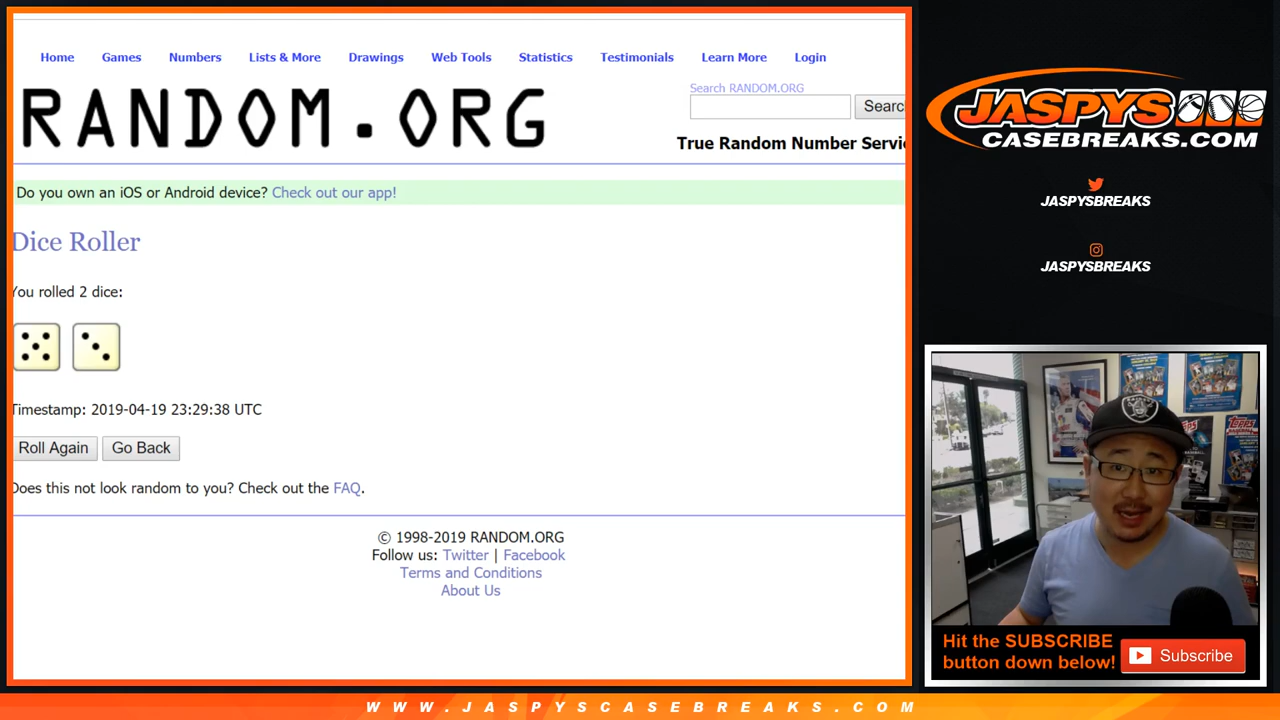 Home Games Numbers Lists & More Drawings Web Tools Statistics Testimonials Learn More Login
Search RANDOM.ORG
RANDOM.ORG
Search
True Random Number Servi
Do you own an iOS or Android device? Check out our app!
Dice Roller
You rolled 2 dice:
Timestamp: 2019-04-19 23:29:38 UTC
Roll Again Go Back
Does this not look random to you? Check out the FAQ.
© 1998-2019 RANDOM.ORG
Follow us: Twitter | Facebook
Terms and Conditions
About Us
JASPYS
CASEBREAKS.COM
JASPYSBREAKS
JASPYSBREAKS
Topps
Hit the SUBSCRIBE
button down below!
Subscribe
WWW.JASPYSCASEBREAKS.COM